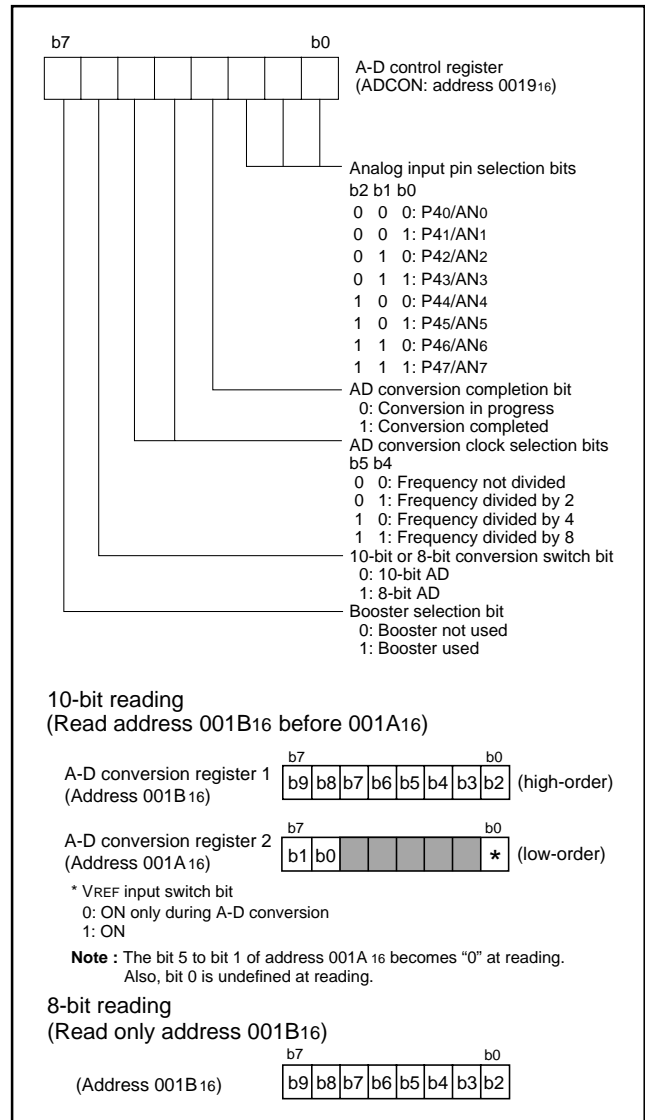 b7 b0
A-D control register
(ADCON: address 001916)
Analog input pin selection bits
b2 b1 b0
0 0 0: P40/AN0
0 0 1: P41/AN1
0 1 0: P42/AN2
0 1 1: P43/AN3
1 0 0: P44/AN4
1 0 1: P45/AN5
1 1 0: P46/AN6
1 1 1: P47/AN7
AD conversion completion bit
0: Conversion in progress
1: Conversion completed
AD conversion clock selection bits
b5 b4
0 0: Frequency not divided
0 1: Frequency divided by 2
1 0: Frequency divided by 4
1 1: Frequency divided by 8
10-bit or 8-bit conversion switch bit
0: 10-bit AD
1: 8-bit AD
Booster selection bit
0: Booster not used
1: Booster used
10-bit reading
(Read address 001B16 before 001A16)
b7 b0
A-D conversion register 1
(Address 001B16)
b9 b8 b7 b6 b5 b4 b3 b2 (high-order)
b7 b0
A-D conversion register 2
(Address 001A16)
b1 b0 * (low-order)
* VREF input switch bit
0: ON only during A-D conversion
1: ON
Note : The bit 5 to bit 1 of address 001A 16 becomes “0” at reading.
Also, bit 0 is undefined at reading.
8-bit reading
(Read only address 001B16)
b7 b0
(Address 001B16) b9 b8 b7 b6 b5 b4 b3 b2